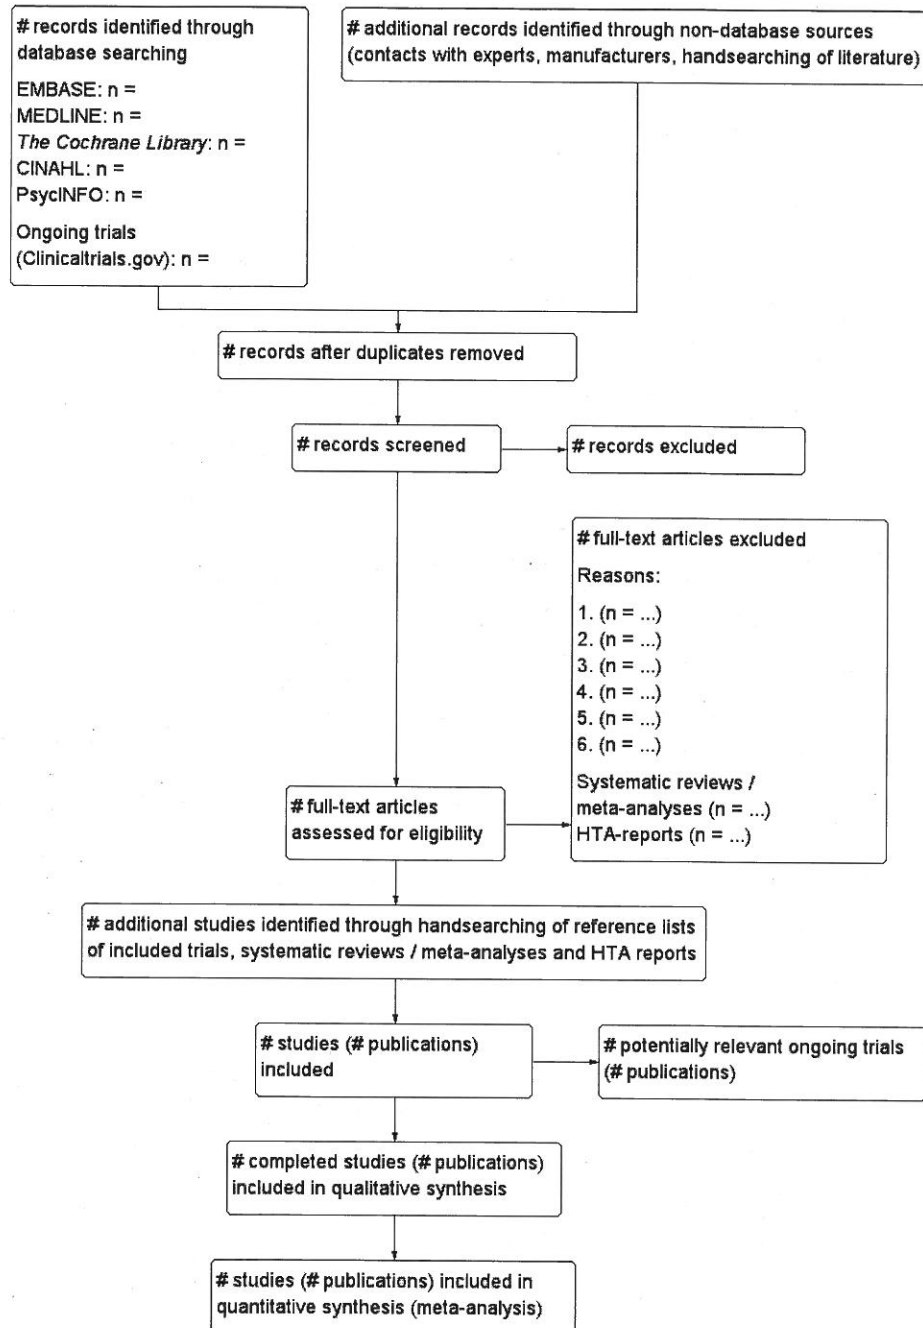 # records identified through
database searching
EMBASE: n =
MEDLINE: n =
The Cochrane Library: n =
CINAHL: n =
PsycINFO: n =
Ongoing trials
(Clinicaltrials.gov): n =
# additional records identified through non-database sources
(contacts with experts, manufacturers, handsearching of literature)
# records after duplicates removed
# records screened
# records excluded
# full-text articles excluded
Reasons:
1. (n = ...)
2. (n = ...)
3. (n = ...)
4. (n = ...)
5. (n = ...)
6. (n = ...)
Systematic reviews /
meta-analyses (n = ...)
HTA-reports (n = ...)
# full-text articles
assessed for eligibility
# additional studies identified through handsearching of reference lists
of included trials, systematic reviews / meta-analyses and HTA reports
# studies (# publications)
included
# potentially relevant ongoing trials
(# publications)
# completed studies (# publications)
included in qualitative synthesis
# studies (# publications) included in
quantitative synthesis (meta-analysis)